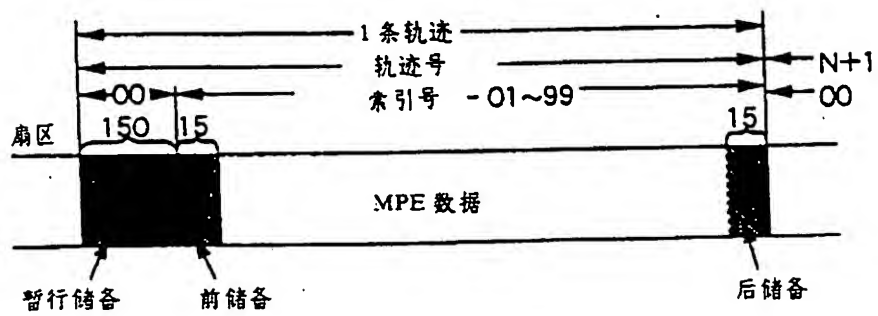 1条轨迹
轨迹号 N+1
00 索引号 -01~99 00
扇区 150 15 15
MPE 数据
暂行储备 前储备 后储备